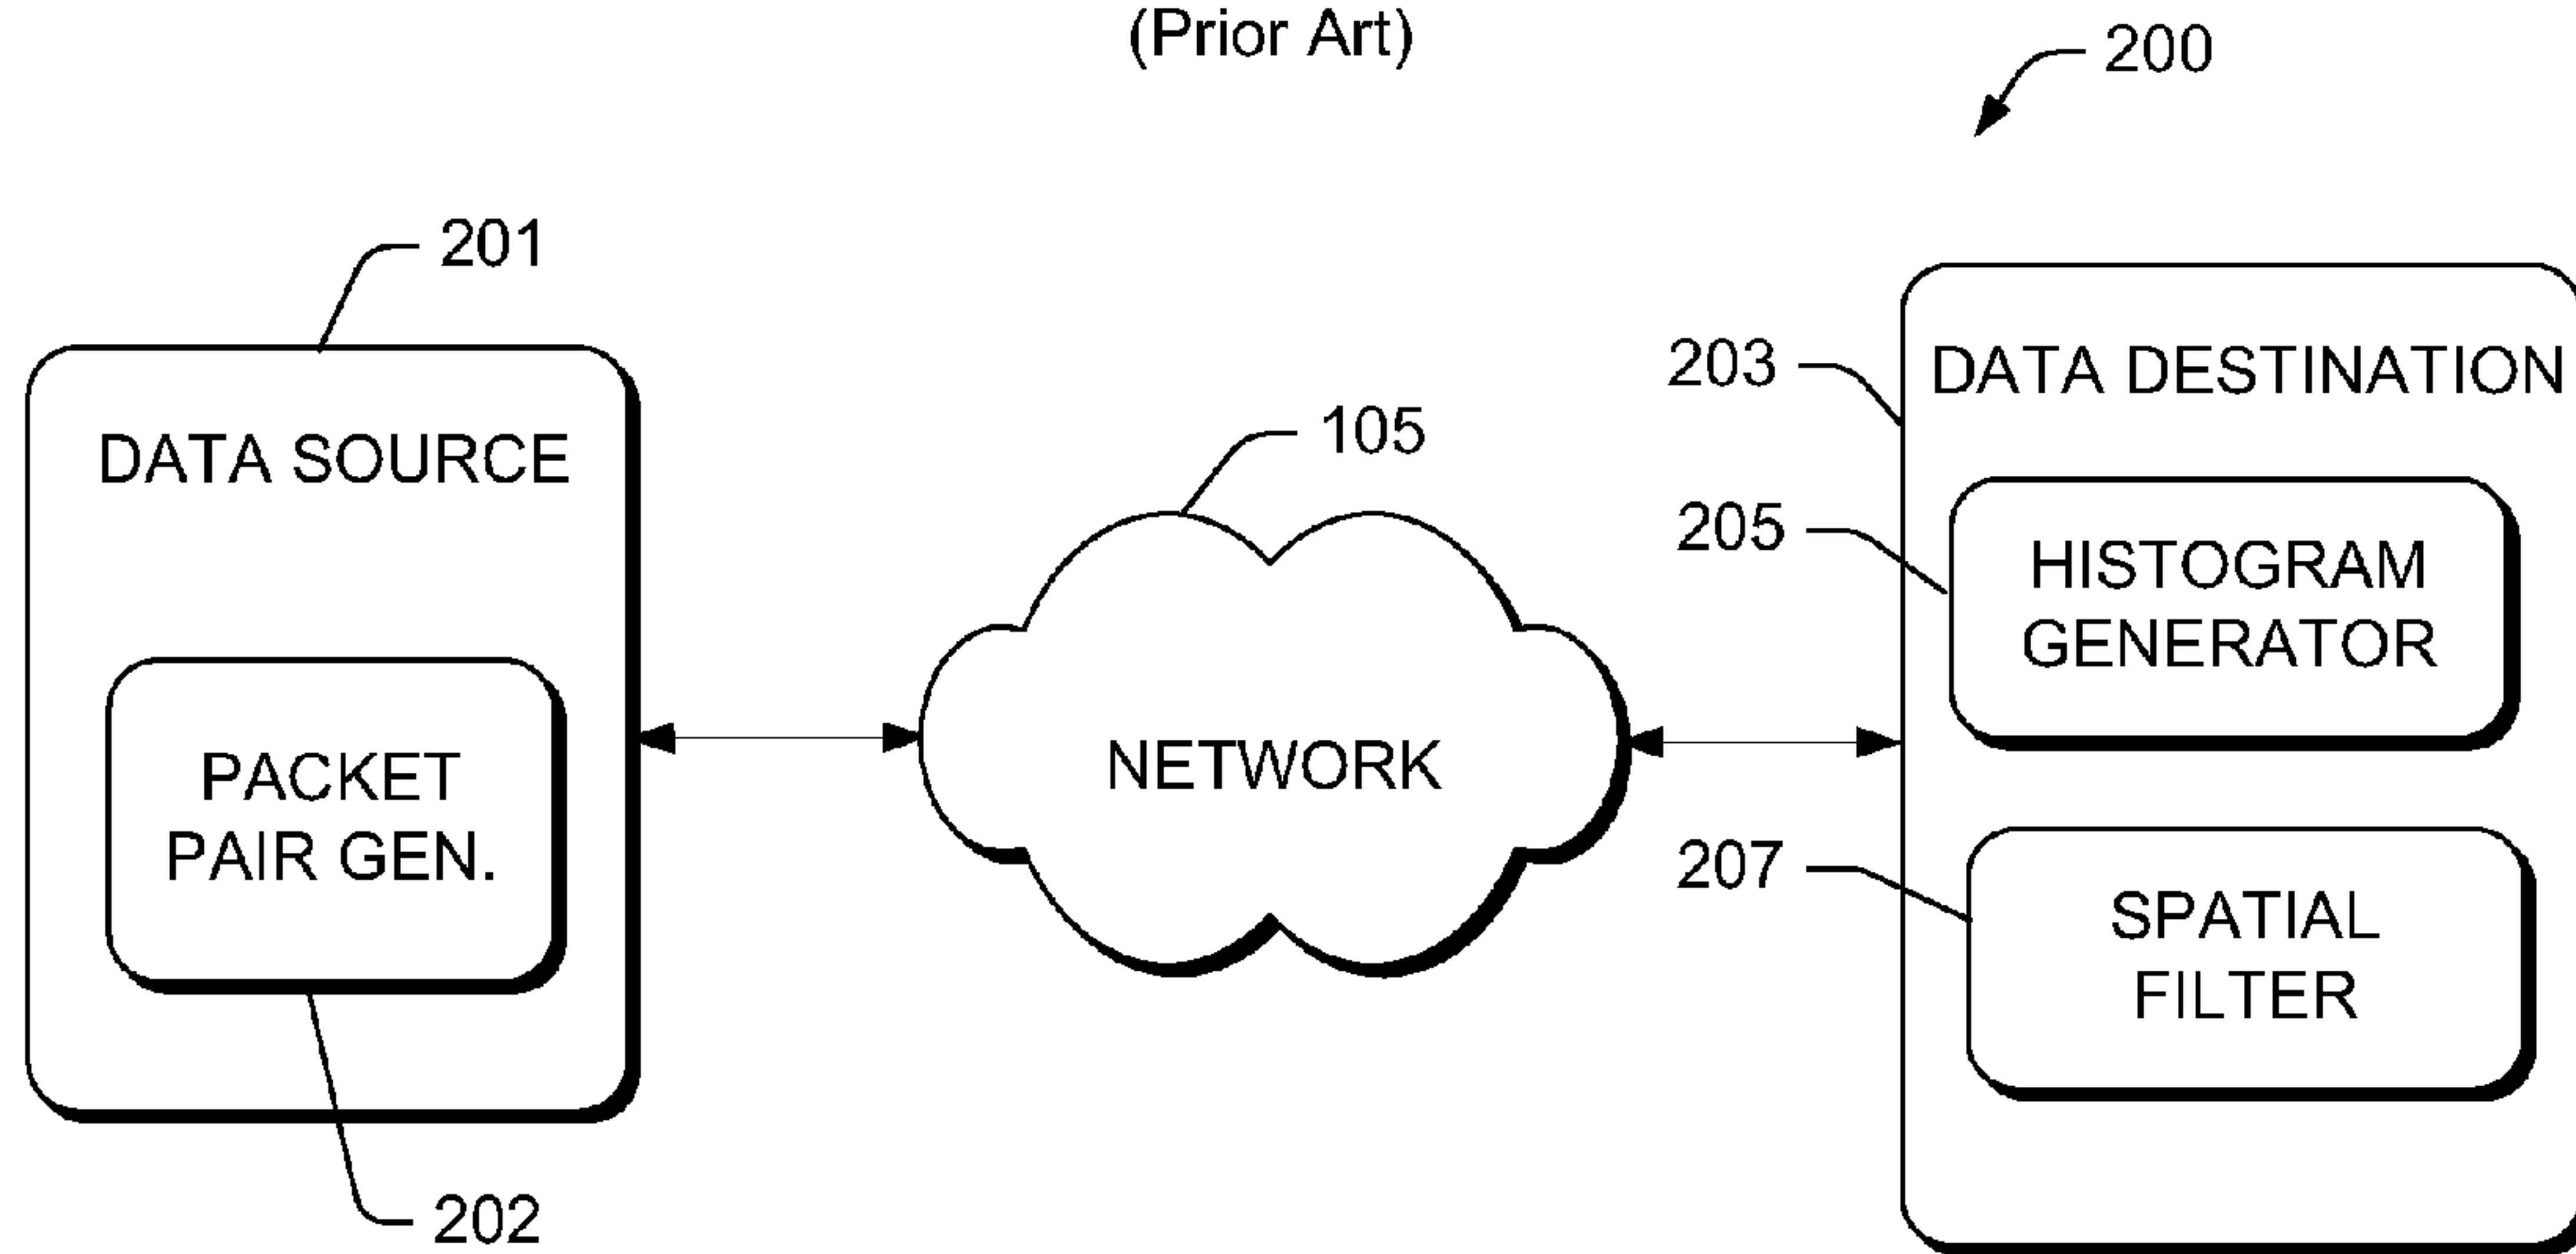 (Prior Art)
200
201
203
DATA DESTINATION
105
DATA SOURCE
205
HISTOGRAM
GENERATOR
NETWORK
PACKET
PAIR GEN.
207
SPATIAL
FILTER
202